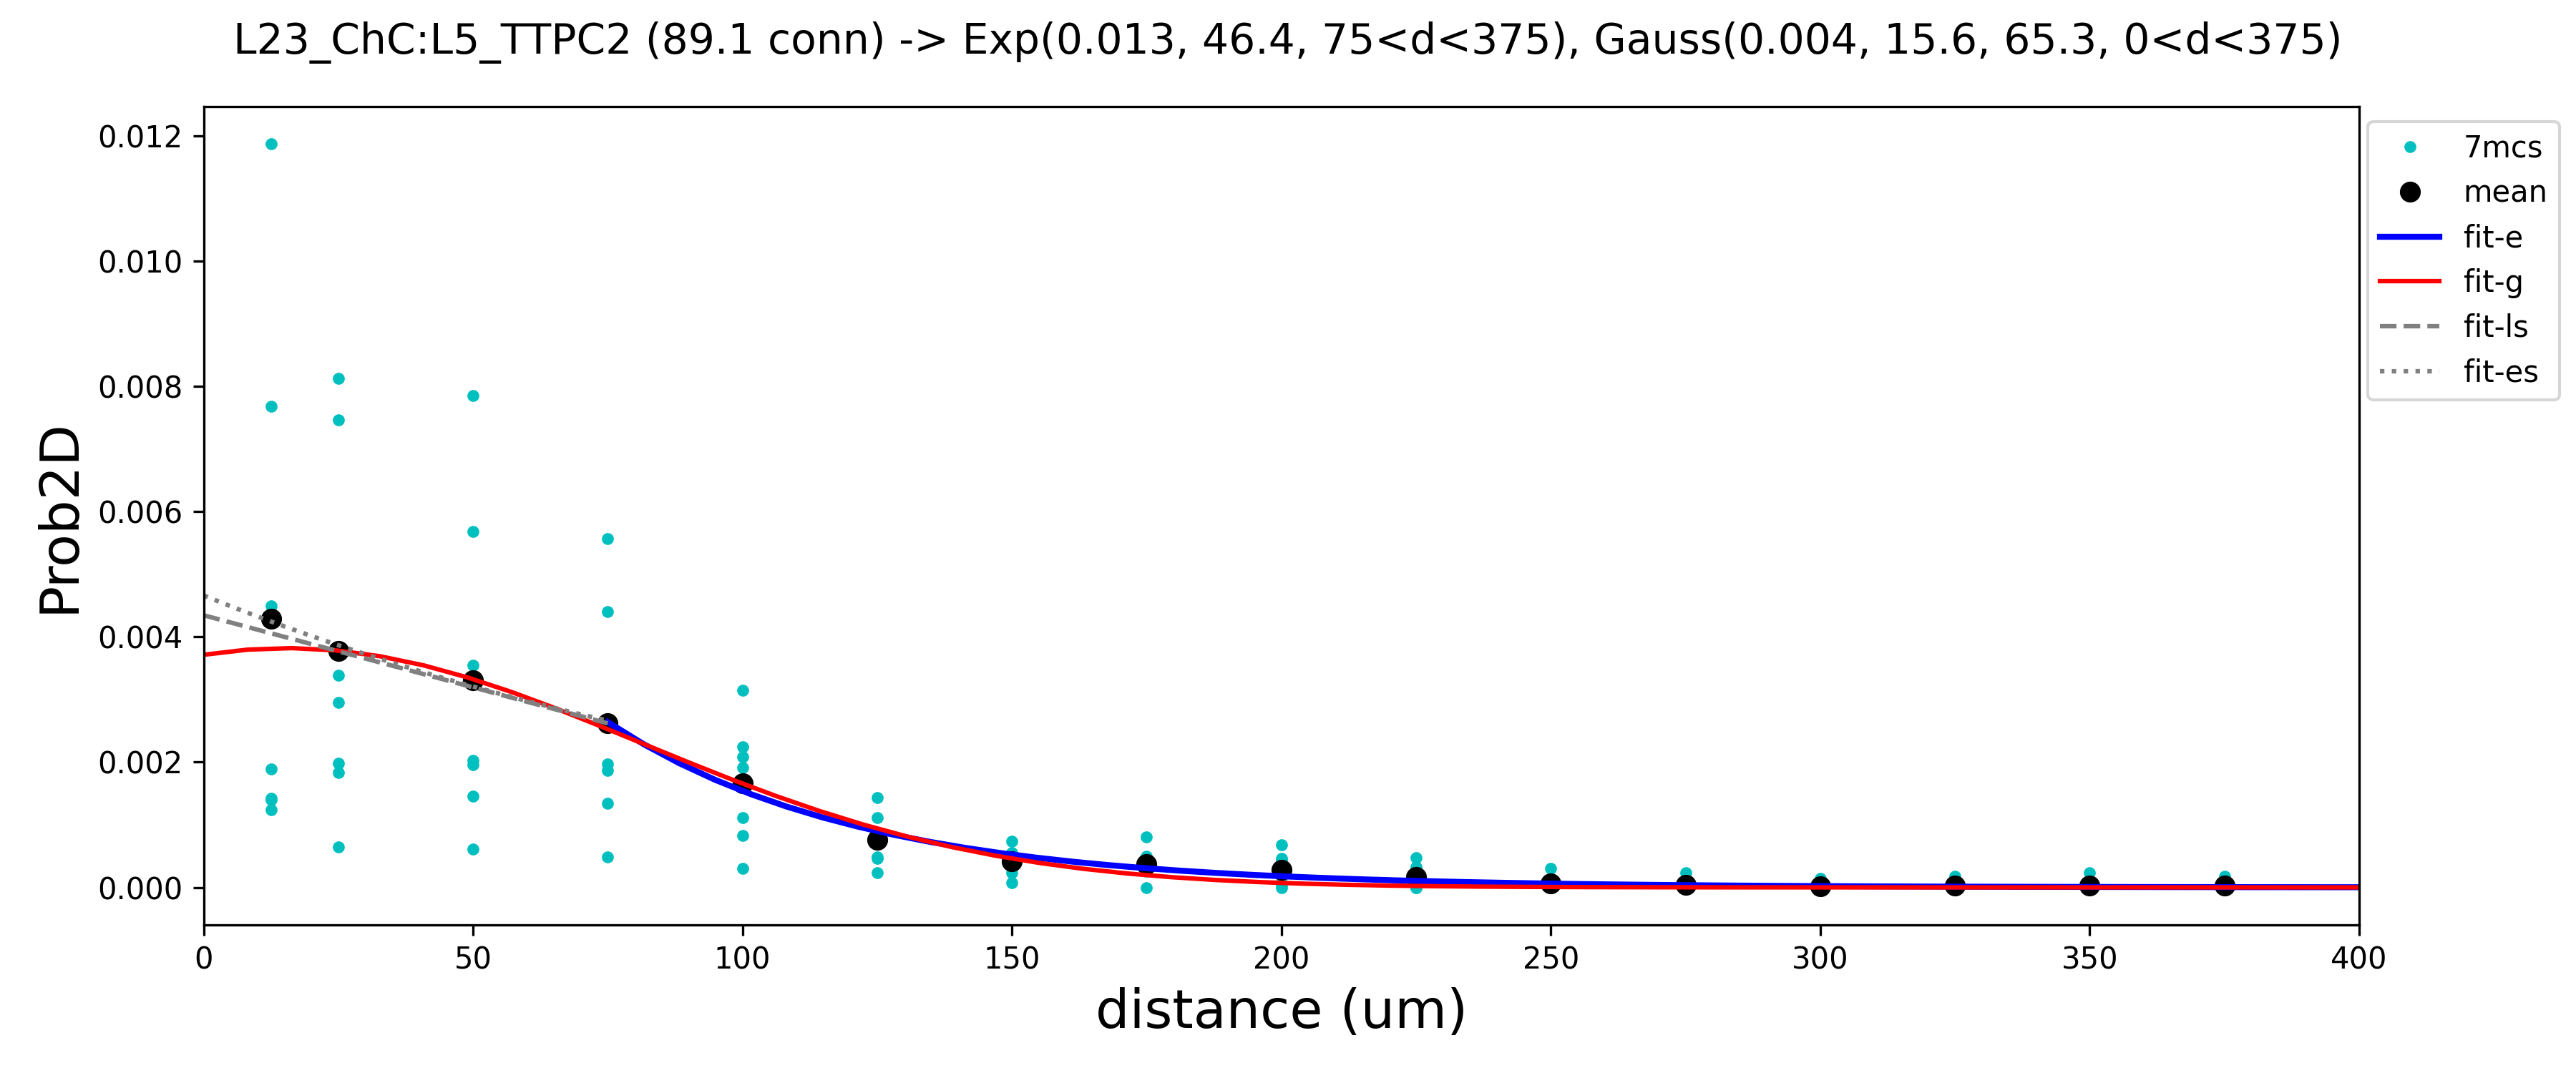 L23_ChC:L5_TTPC2 (89.1 conn) -> Exp(0.013, 46.4, 75<d<375), Gauss(0.004, 15.6, 65.3, 0<d<375)
0.012
0.010
0.008
0.006
0.004
0.002
0.000
Prob2D
0 50 100 150 200 250 300 350 400
distance (um)
7mcs
mean
fit-e
fit-g
fit-ls
fit-es